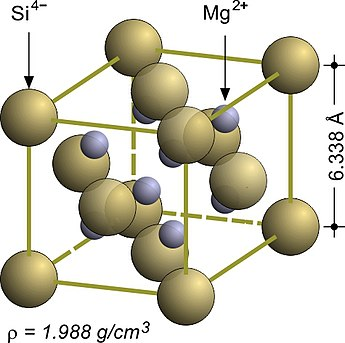 Si⁴⁻
Mg²⁺
6.338 Å
ρ = 1.988 g/cm³